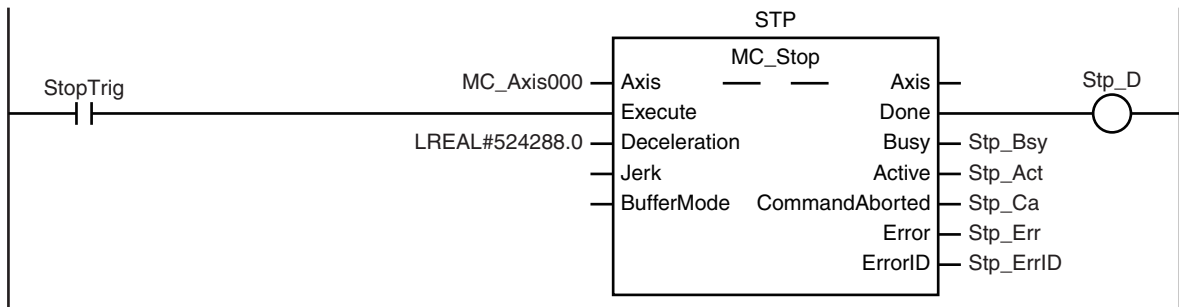 STP
MC_Stop
StopTrig
MC_Axis000 Axis Axis Stp_D
Execute Done
LREAL#524288.0 Deceleration Busy Stp_Bsy
Jerk Active Stp_Act
BufferMode CommandAborted Stp_Ca
Error Stp_Err
ErrorID Stp_ErrID